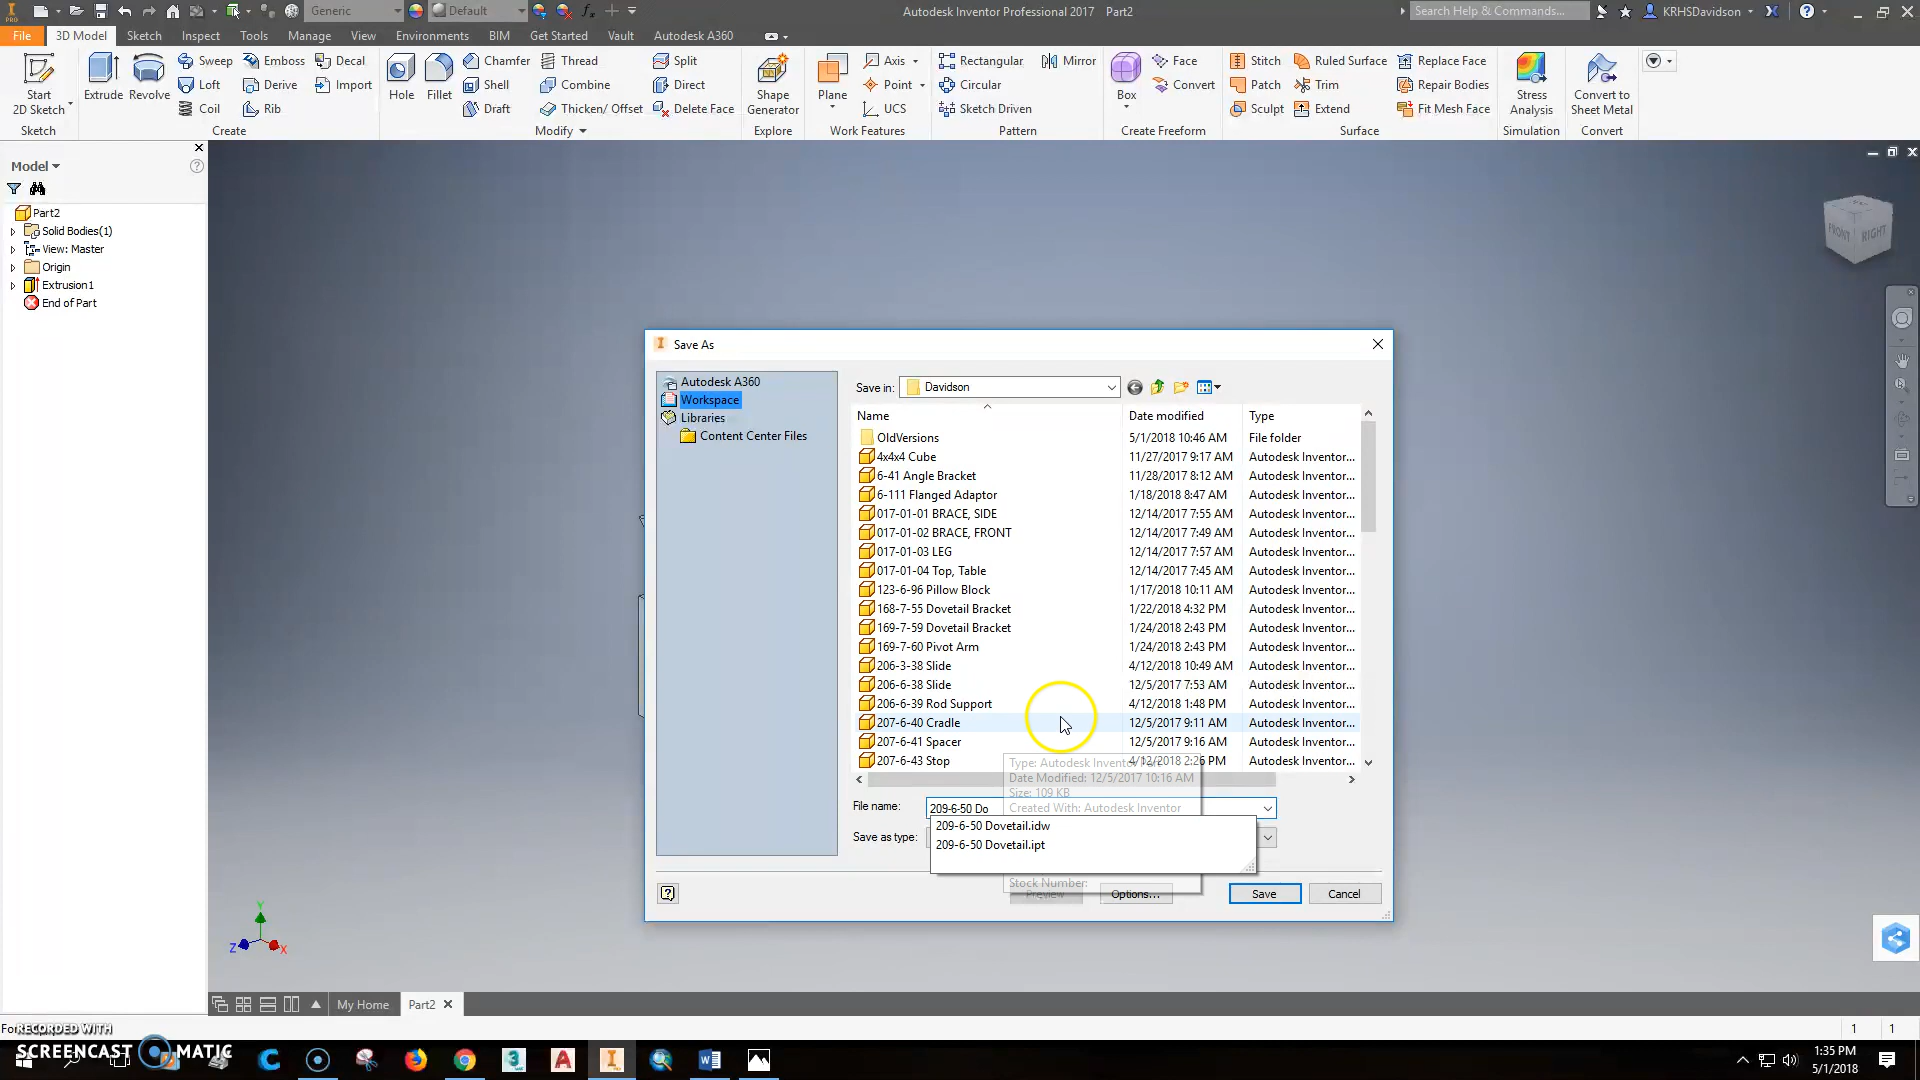 Generic
Default
Autodesk Inventor Professional 2017 Part2
Search Help & Commands...
KRHSDavidson
File 3D Model Sketch Inspect Tools Manage View Environments BIM Get Started Vault Autodesk A360
Start
2D Sketch
Sketch
Extrude
Revolve
Sweep
Emboss
Decal
Loft
Derive
Import
Coil
Rib
Create
Hole
Fillet
Chamfer
Thread
Split
Shell
Combine
Direct
Draft
Thicken/ Offset
Delete Face
Modify
Shape
Generator
Explore
Plane
Axis
Point
UCS
Work Features
Rectangular
Mirror
Circular
Sketch Driven
Pattern
Box
Face
Convert
Create Freeform
Stitch
Ruled Surface
Replace Face
Patch
Trim
Repair Bodies
Sculpt
Extend
Fit Mesh Face
Surface
Stress
Analysis
Simulation
Convert to
Sheet Metal
Convert
Model
Part2
Solid Bodies(1)
View: Master
Origin
Extrusion1
End of Part
FRONT RIGHT
Save As
Autodesk A360
Workspace
Libraries
Content Center Files
Save in: Davidson
Name Date modified Type
OldVersions 5/1/2018 10:46 AM File folder
4x4x4 Cube 11/27/2017 9:17 AM Autodesk Inventor...
6-41 Angle Bracket 11/28/2017 8:12 AM Autodesk Inventor...
6-111 Flanged Adaptor 1/18/2018 8:47 AM Autodesk Inventor...
017-01-01 BRACE, SIDE 12/14/2017 7:55 AM Autodesk Inventor...
017-01-02 BRACE, FRONT 12/14/2017 7:49 AM Autodesk Inventor...
017-01-03 LEG 12/14/2017 7:57 AM Autodesk Inventor...
017-01-04 Top, Table 12/14/2017 7:45 AM Autodesk Inventor...
123-6-96 Pillow Block 1/17/2018 10:11 AM Autodesk Inventor...
168-7-55 Dovetail Bracket 1/22/2018 4:32 PM Autodesk Inventor...
169-7-59 Dovetail Bracket 1/24/2018 2:43 PM Autodesk Inventor...
169-7-60 Pivot Arm 1/24/2018 2:43 PM Autodesk Inventor...
206-3-38 Slide 4/12/2018 10:49 AM Autodesk Inventor...
206-6-38 Slide 12/5/2017 7:53 AM Autodesk Inventor...
206-6-39 Rod Support 4/12/2018 1:48 PM Autodesk Inventor...
207-6-40 Cradle 12/5/2017 9:11 AM Autodesk Inventor...
207-6-41 Spacer 12/5/2017 9:16 AM Autodesk Inventor...
207-6-43 Stop 4/12/2018 2:26 PM Autodesk Inventor...
Type: Autodesk Inventor
Date Modified: 12/5/2017 10:16 AM
Size: 109 KB
Created With: Autodesk Inventor
File name: 209-6-50 Do
209-6-50 Dovetail.idw
Save as type:
209-6-50 Dovetail.ipt
Stock Number:
Preview Options... Save Cancel
Y
Z
X
My Home Part2
1 1
RECORDED WITH
SCREENCAST MATIC
1:35 PM
5/1/2018